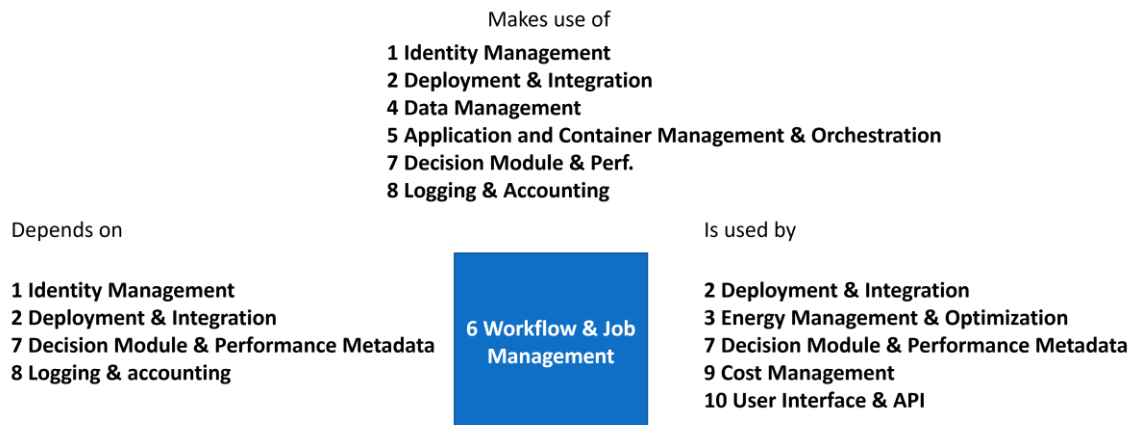 Makes use of
1 Identity Management
2 Deployment & Integration
4 Data Management
5 Application and Container Management & Orchestration
7 Decision Module & Perf.
8 Logging & Accounting
Depends on
1 Identity Management
2 Deployment & Integration
7 Decision Module & Performance Metadata
8 Logging & accounting
6 Workflow & Job
Management
Is used by
2 Deployment & Integration
3 Energy Management & Optimization
7 Decision Module & Performance Metadata
9 Cost Management
10 User Interface & API